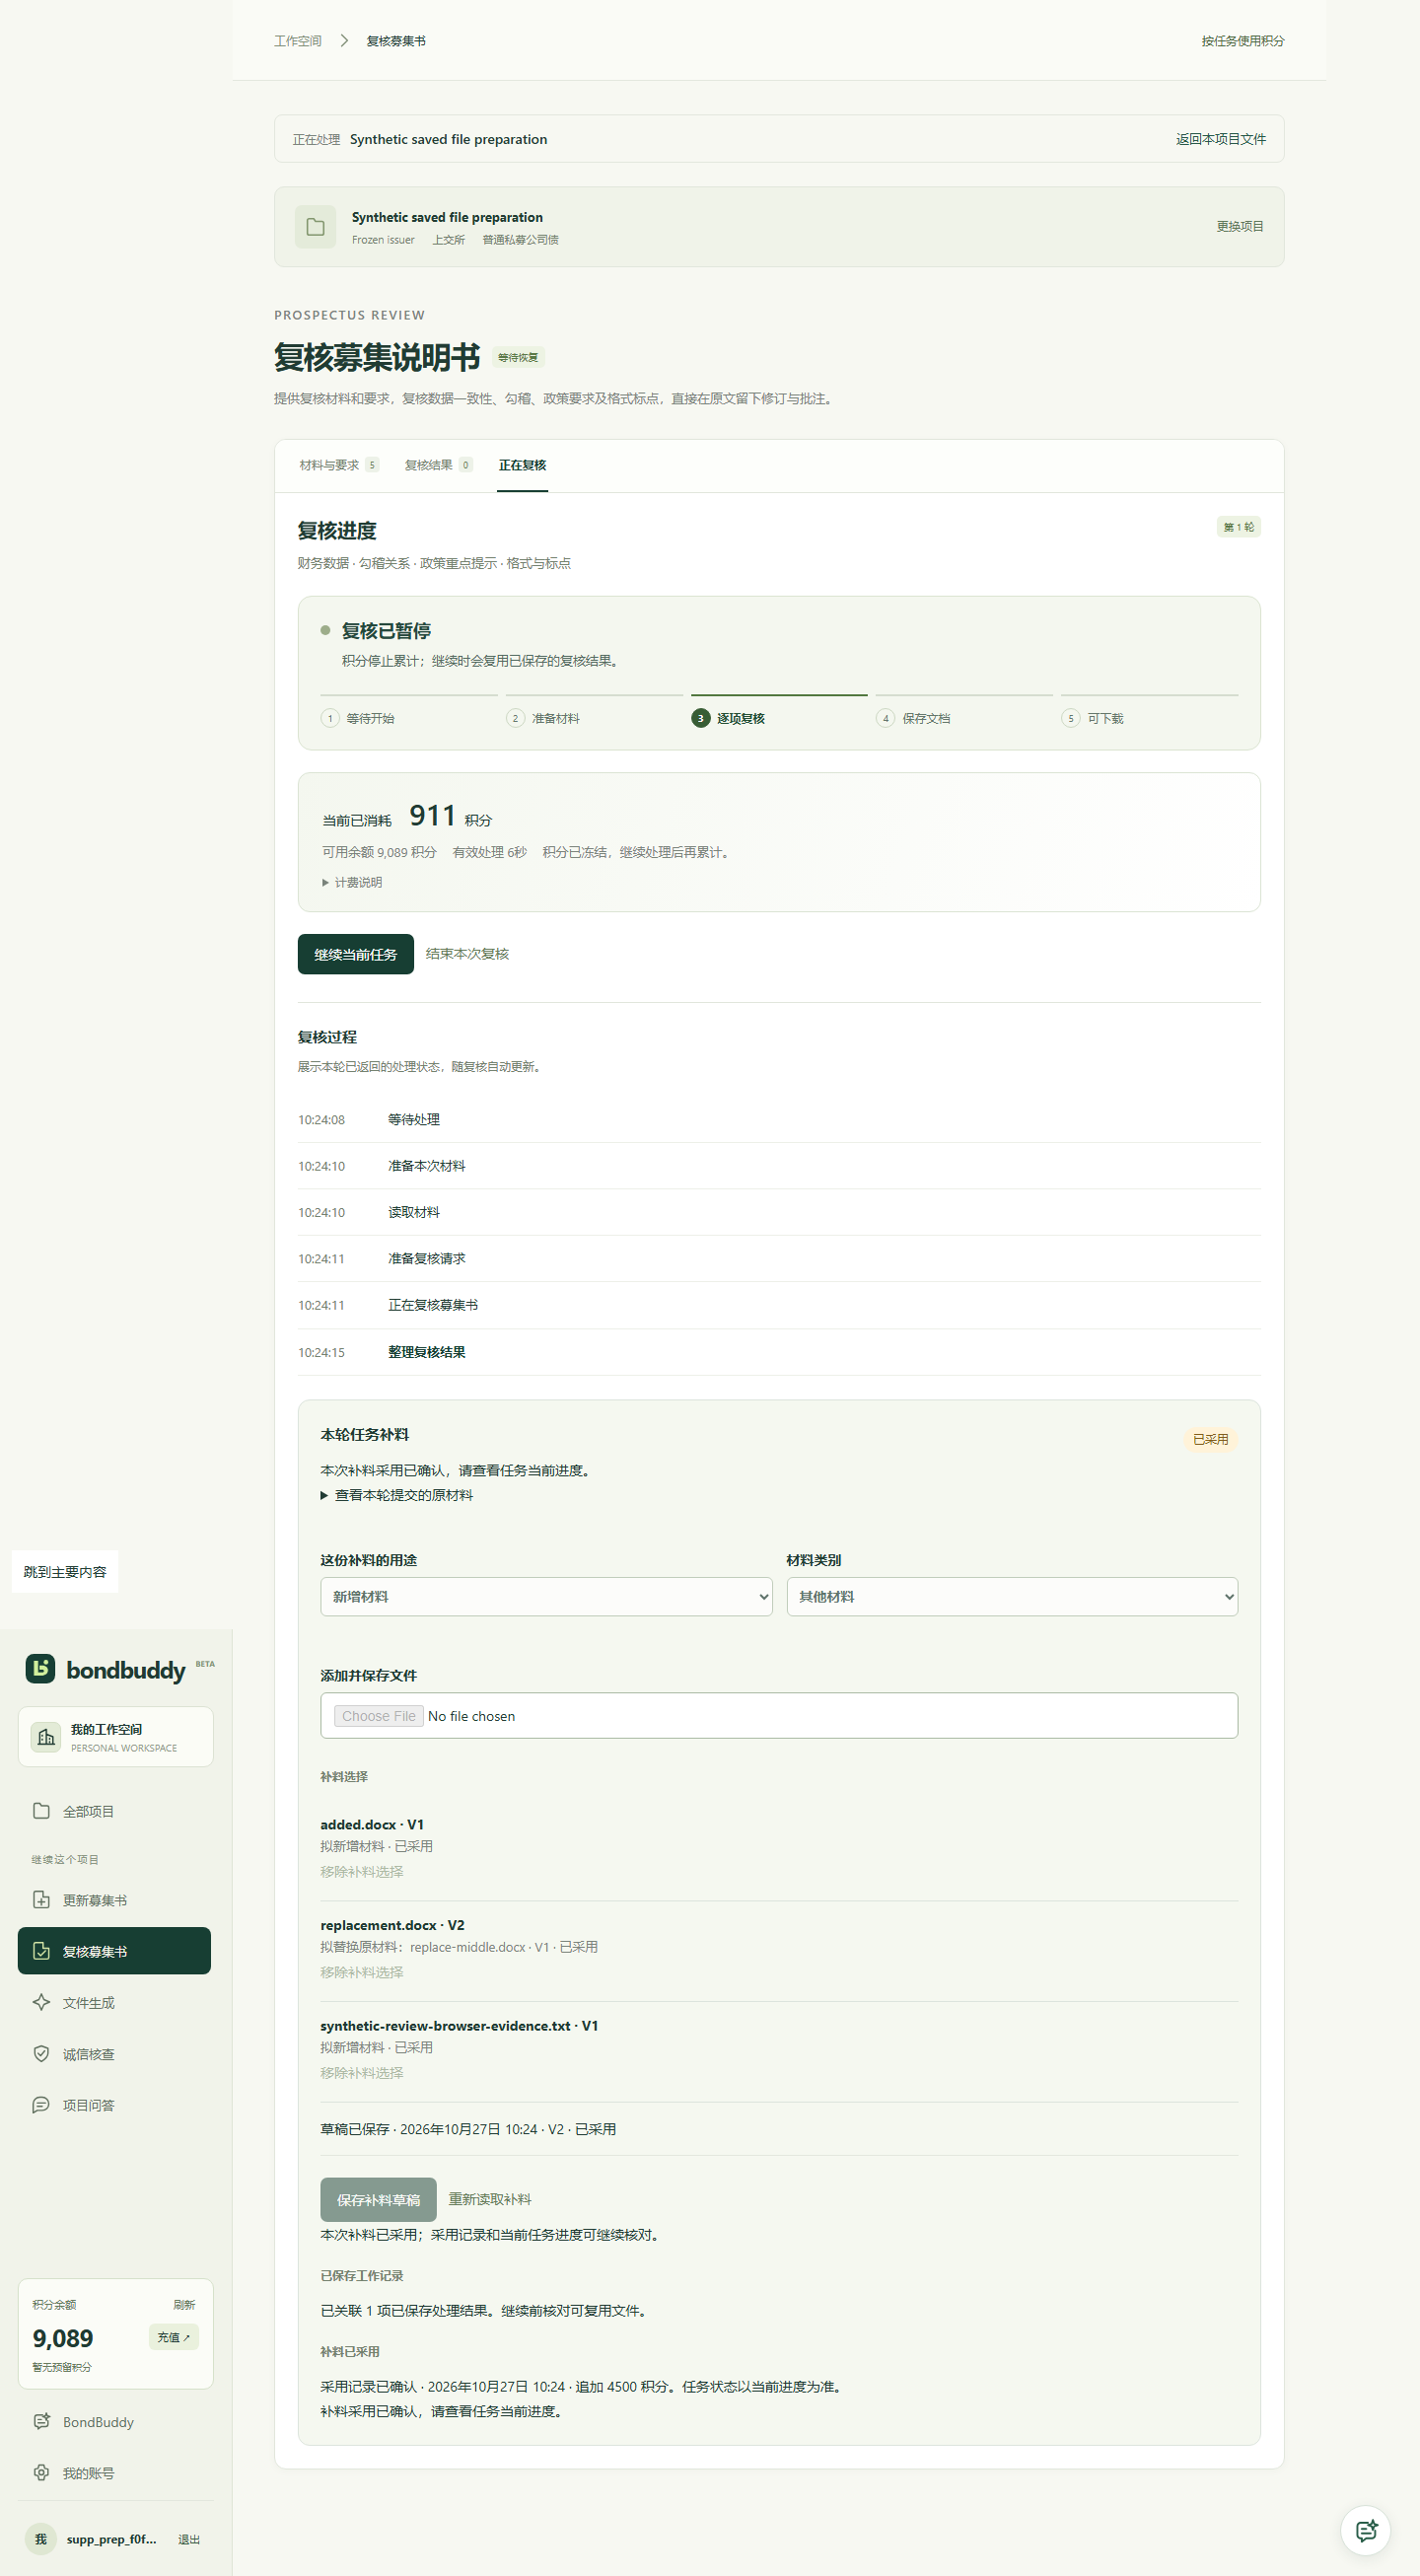 工作空间
复核募集书
按任务使用积分
正在处理 Synthetic saved file preparation
返回本项目文件
Synthetic saved file preparation
Frozen issuer 上交所 普通私募公司债
更换项目
PROSPECTUS REVIEW
复核募集说明书 等待恢复
提供复核材料和要求，复核数据一致性、勾稽、政策要求及格式标点，直接在原文留下修订与批注。
材料与要求 5 复核结果 0 正在复核
复核进度
第 1 轮
财务数据 · 勾稽关系 · 政策重点提示 · 格式与标点
复核已暂停
积分停止累计；继续时会复用已保存的复核结果。
1 等待开始 2 准备材料 3 逐项复核 4 保存文档 5 可下载
当前已消耗 911 积分
可用余额 9,089 积分 有效处理 6秒 积分已冻结，继续处理后再累计。
计费说明
继续当前任务 结束本次复核
复核过程
展示本轮已返回的处理状态，随复核自动更新。
10:24:08 等待处理
10:24:10 准备本次材料
10:24:10 读取材料
10:24:11 准备复核请求
10:24:11 正在复核募集书
10:24:15 整理复核结果
本轮任务补料
已采用
本次补料采用已确认，请查看任务当前进度。
查看本轮提交的原材料
这份补料的用途 材料类别
新增材料 其他材料
添加并保存文件
Choose File No file chosen
补料选择
added.docx · V1
拟新增材料 · 已采用
移除补料选择
replacement.docx · V2
拟替换原材料：replace-middle.docx · V1 · 已采用
移除补料选择
synthetic-review-browser-evidence.txt · V1
拟新增材料 · 已采用
移除补料选择
草稿已保存 · 2026年10月27日 10:24 · V2 · 已采用
保存补料草稿 重新读取补料
本次补料已采用；采用记录和当前任务进度可继续核对。
已保存工作记录
已关联 1 项已保存处理结果。继续前核对可复用文件。
补料已采用
采用记录已确认 · 2026年10月27日 10:24 · 追加 4500 积分。任务状态以当前进度为准。
补料采用已确认，请查看任务当前进度。
跳到主要内容
bondbuddy BETA
我的工作空间
PERSONAL WORKSPACE
全部项目
继续这个项目
更新募集书
复核募集书
文件生成
诚信核查
项目问答
积分余额 刷新
9,089 充值 ↗
暂无预留积分
BondBuddy
我的账号
我 supp_prep_f0f... 退出